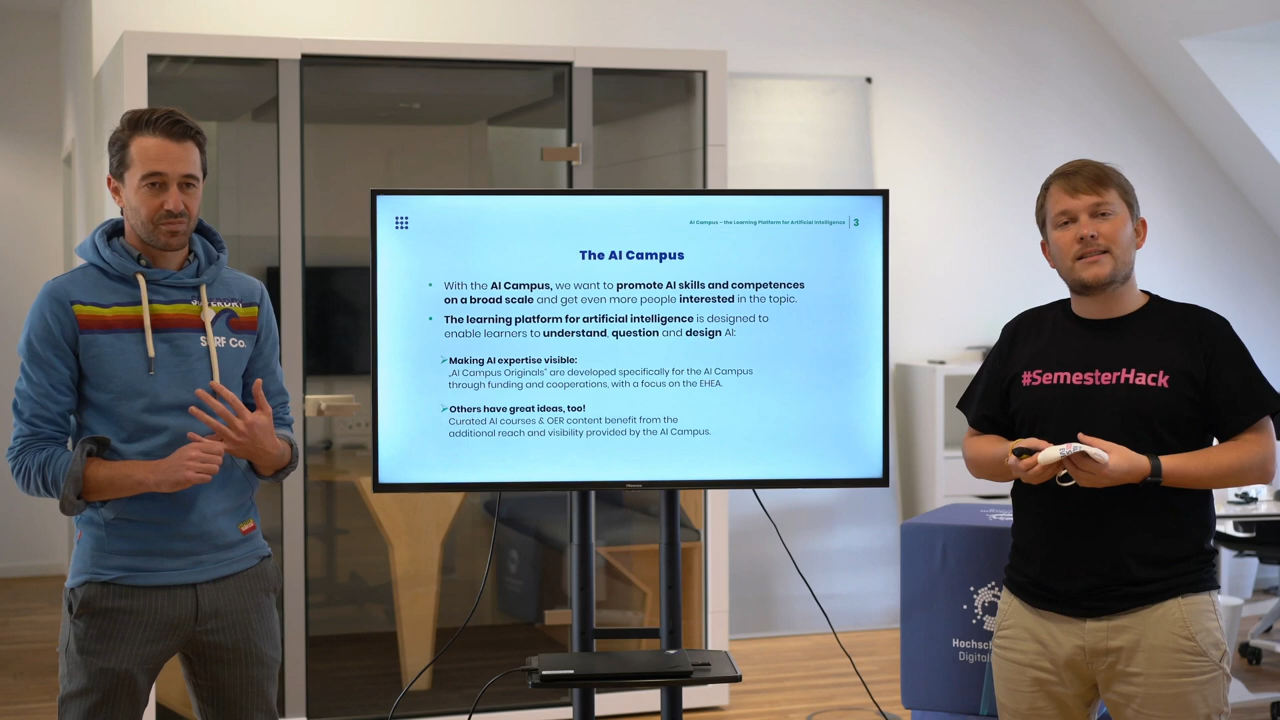 AI Campus – the Learning Platform for Artificial Intelligence 3
The AI Campus
With the AI Campus, we want to promote AI skills and competences
on a broad scale and get even more people interested in the topic.
The learning platform for artificial intelligence is designed to
enable learners to understand, question and design AI:
Making AI expertise visible:
„AI Campus Originals" are developed specifically for the AI Campus
through funding and cooperations, with a focus on the EHEA.
Others have great ideas, too!
Curated AI courses & OER content benefit from the
additional reach and visibility provided by the AI Campus.
Hisense
SURF Co.
#SemesterHack
Hochsch
Digital